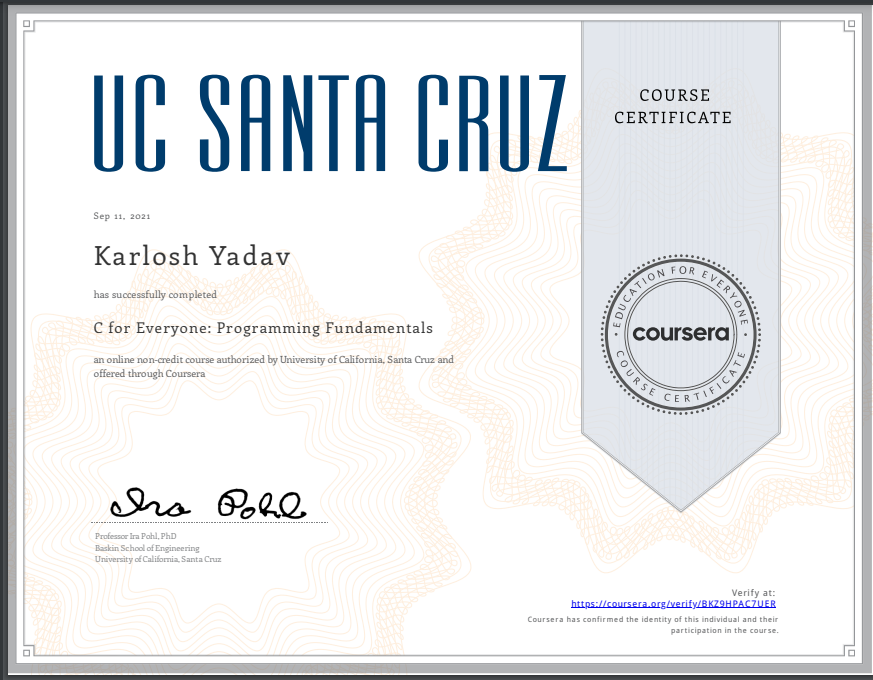 UC SANTA CRUZ
COURSE
CERTIFICATE
Sep 11, 2021
Karlosh Yadav
has successfully completed
C for Everyone: Programming Fundamentals
an online non-credit course authorized by University of California, Santa Cruz and
offered through Coursera
EDUCATION FOR EVERYONE
coursera
COURSE CERTIFICATE
Ira Pohl
Professor Ira Pohl, PhD
Baskin School of Engineering
University of California, Santa Cruz
Verify at:
https://coursera.org/verify/BKZ9HPAC7UER
Coursera has confirmed the identity of this individual and their
participation in the course.